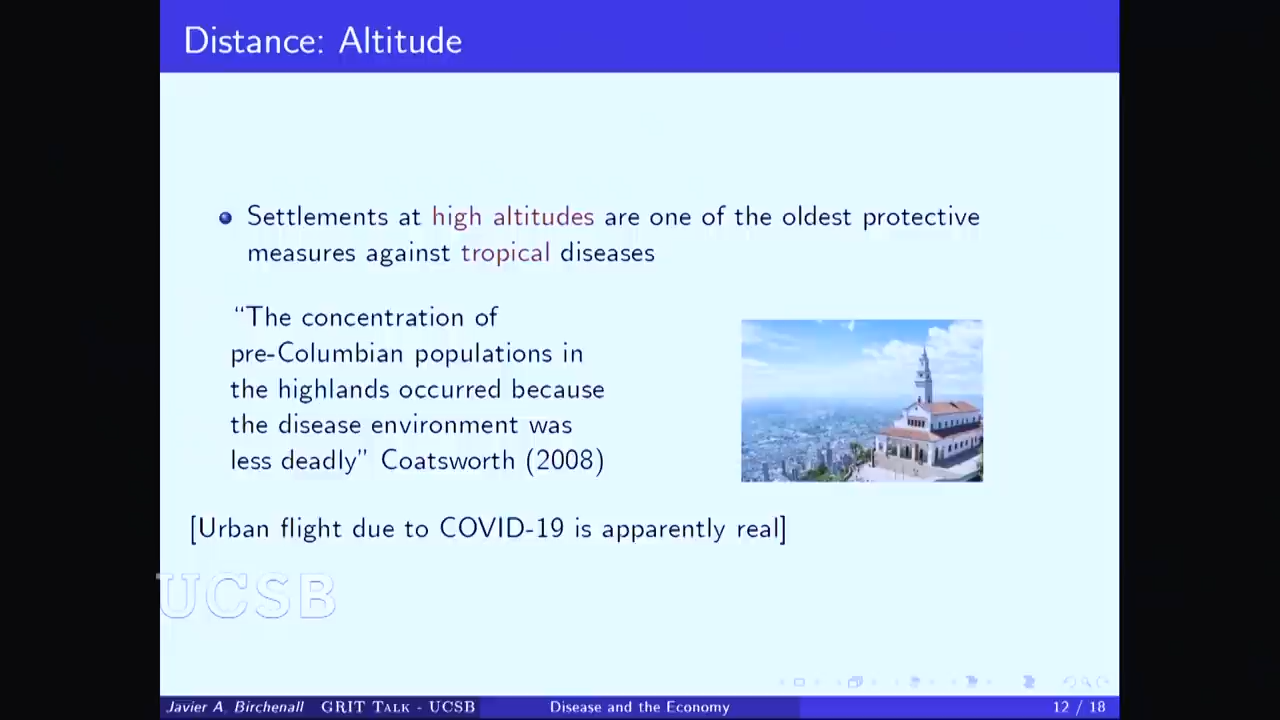 Distance: Altitude
Settlements at high altitudes are one of the oldest protective
measures against tropical diseases
“The concentration of
pre-Columbian populations in
the highlands occurred because
the disease environment was
less deadly” Coatsworth (2008)
[Urban flight due to COVID-19 is apparently real]
UCSB
Javier A. Birchenall GRIT Talk - UCSB Disease and the Economy 12 / 18